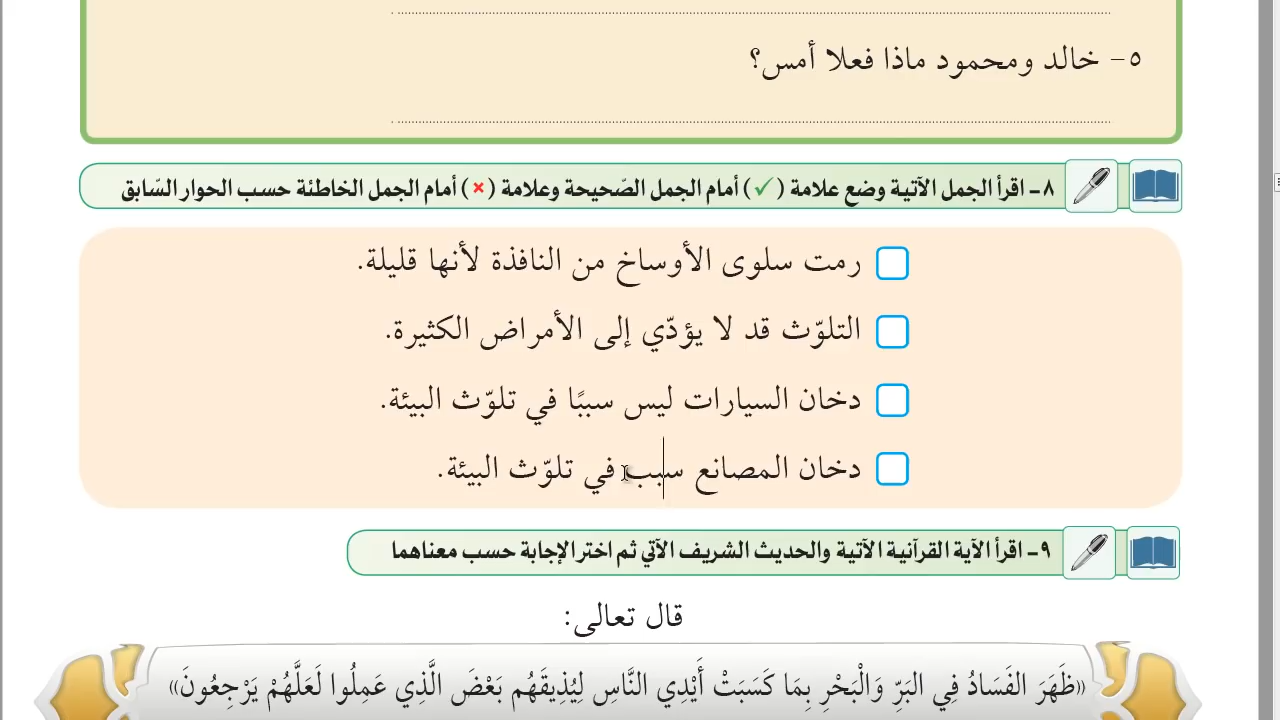 ٥- خالد ومحمود ماذا فعلا أمس؟
٨- اقرأ الجمل الآتية وضع علامة (✓) أمام الجمل الصّحيحة وعلامة (×) أمام الجمل الخاطئة حسب الحوار السّابق
رمت سلوى الأوساخ من النافذة لأنها قليلة.
التلوّث قد لا يؤدّي إلى الأمراض الكثيرة.
دخان السيارات ليس سببًا في تلوّث البيئة.
دخان المصانع سبب في تلوّث البيئة.
٩- اقرأ الآية القرآنية الآتية والحديث الشريف الآتي ثم اختر الإجابة حسب معناهما
قال تعالى:
«ظَهَرَ الفَسَادُ فِي البَرِّ وَالْبَحْرِ بِمَا كَسَبَتْ أَيْدِي النَّاسِ لِيُذِيقَهُم بَعْضَ الَّذِي عَمِلُوا لَعَلَّهُمْ يَرْجِعُونَ»